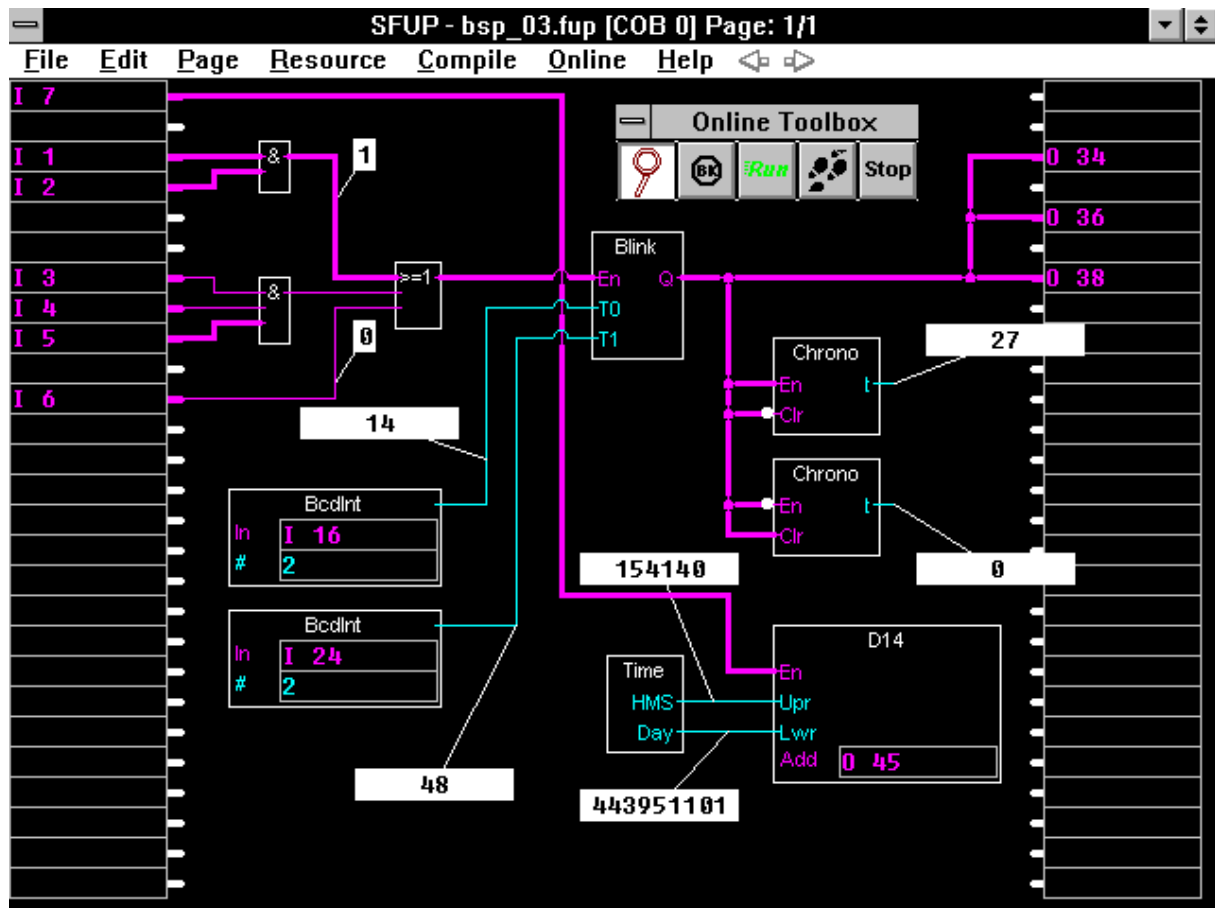 SFUP - bsp_03.fup [COB 0] Page: 1/1
File Edit Page Resource Compile Online Help
I 7
Online Toolbox
BK Run Stop
I 1
I 2
&
1
O 34
O 36
Blink
En Q
T0
T1
I 3
I 4
I 5
&
>=1
0
O 38
I 6
Chrono
En t
Clr
27
14
Chrono
En t
Clr
0
BcdInt
In I 16
# 2
154140
BcdInt
In I 24
# 2
Time
HMS
Day
D14
En
Upr
Lwr
Add O 45
48
443951101